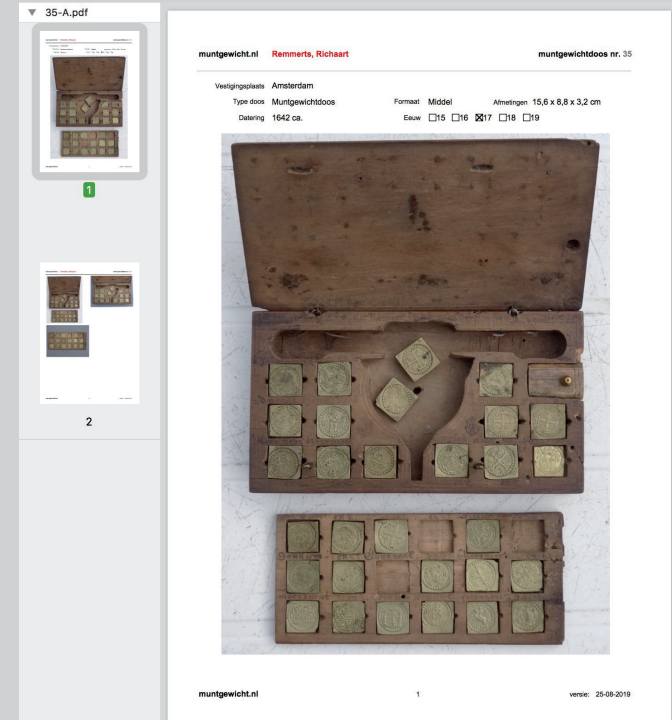 35-A.pdf
1
2
muntgewicht.nl Remmerts, Richaart muntgewichtdoos nr. 35
Vestigingsplaats Amsterdam
Type doos Muntgewichtdoos Formaat Middel Afmetingen 15,6 x 8,8 x 3,2 cm
Datering 1642 ca. Eeuw ☐15 ☐16 ☒17 ☐18 ☐19
muntgewicht.nl 1 versie: 25-08-2019